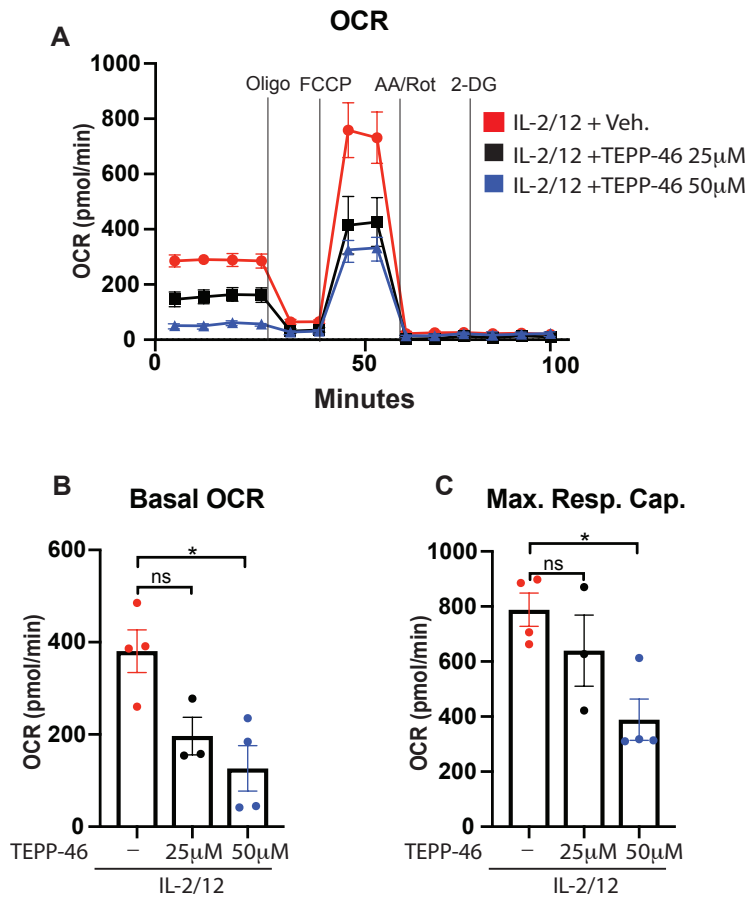 A
OCR
OCR (pmol/min)
1000
800
600
400
200
0
Oligo FCCP AA/Rot 2-DG
IL-2/12 + Veh.
IL-2/12 +TEPP-46 25μM
IL-2/12 +TEPP-46 50μM
0 50 100
Minutes
B
Basal OCR
OCR (pmol/min)
600
400
200
0
*
ns
TEPP-46 – 25μM 50μM
IL-2/12
C
Max. Resp. Cap.
OCR (pmol/min)
1000
800
600
400
200
0
*
ns
TEPP-46 – 25μM 50μM
IL-2/12